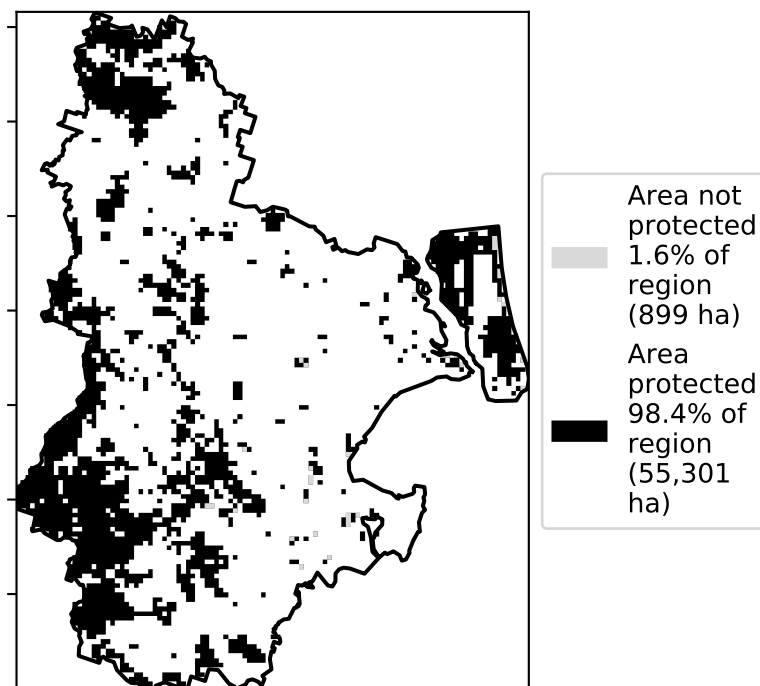 Area not
protected
1.6% of
region
(899 ha)
Area
protected
98.4% of
region
(55,301
ha)